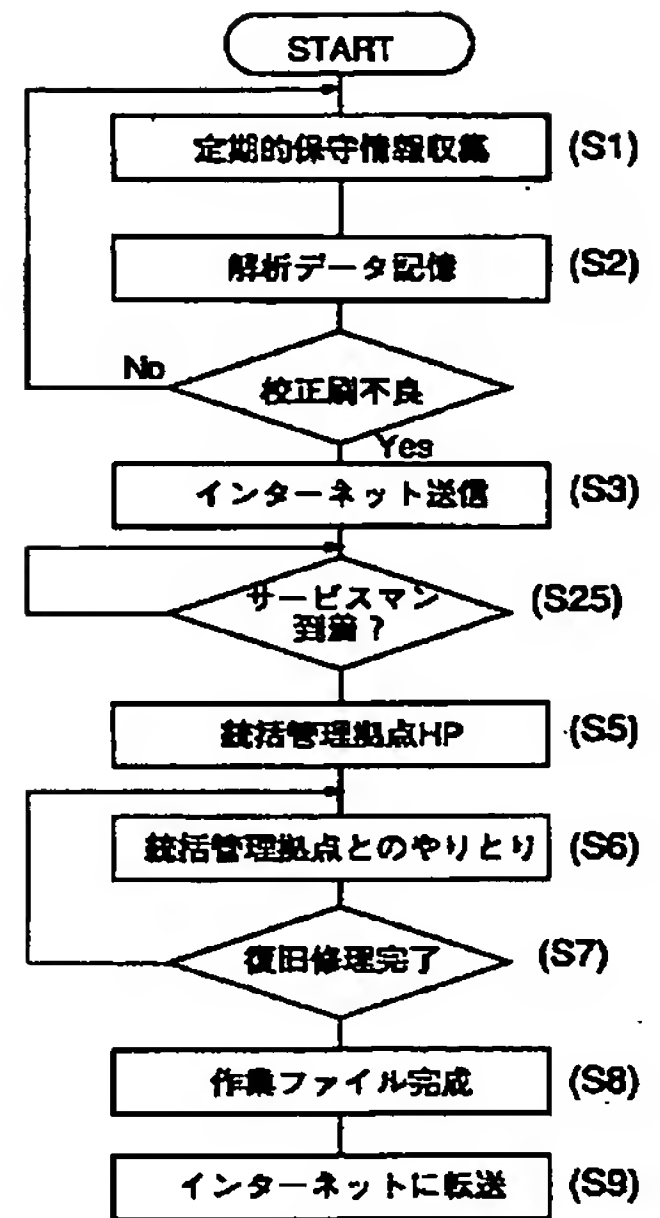 START
定期的保守情報収集 (S1)
解析データ記憶 (S2)
No
校正刷不良
Yes
インターネット送信 (S3)
サービスマン
到着？ (S25)
統括管理拠点HP (S5)
統括管理拠点とのやりとり (S6)
復旧修理完了 (S7)
作業ファイル完成 (S8)
インターネットに転送 (S9)